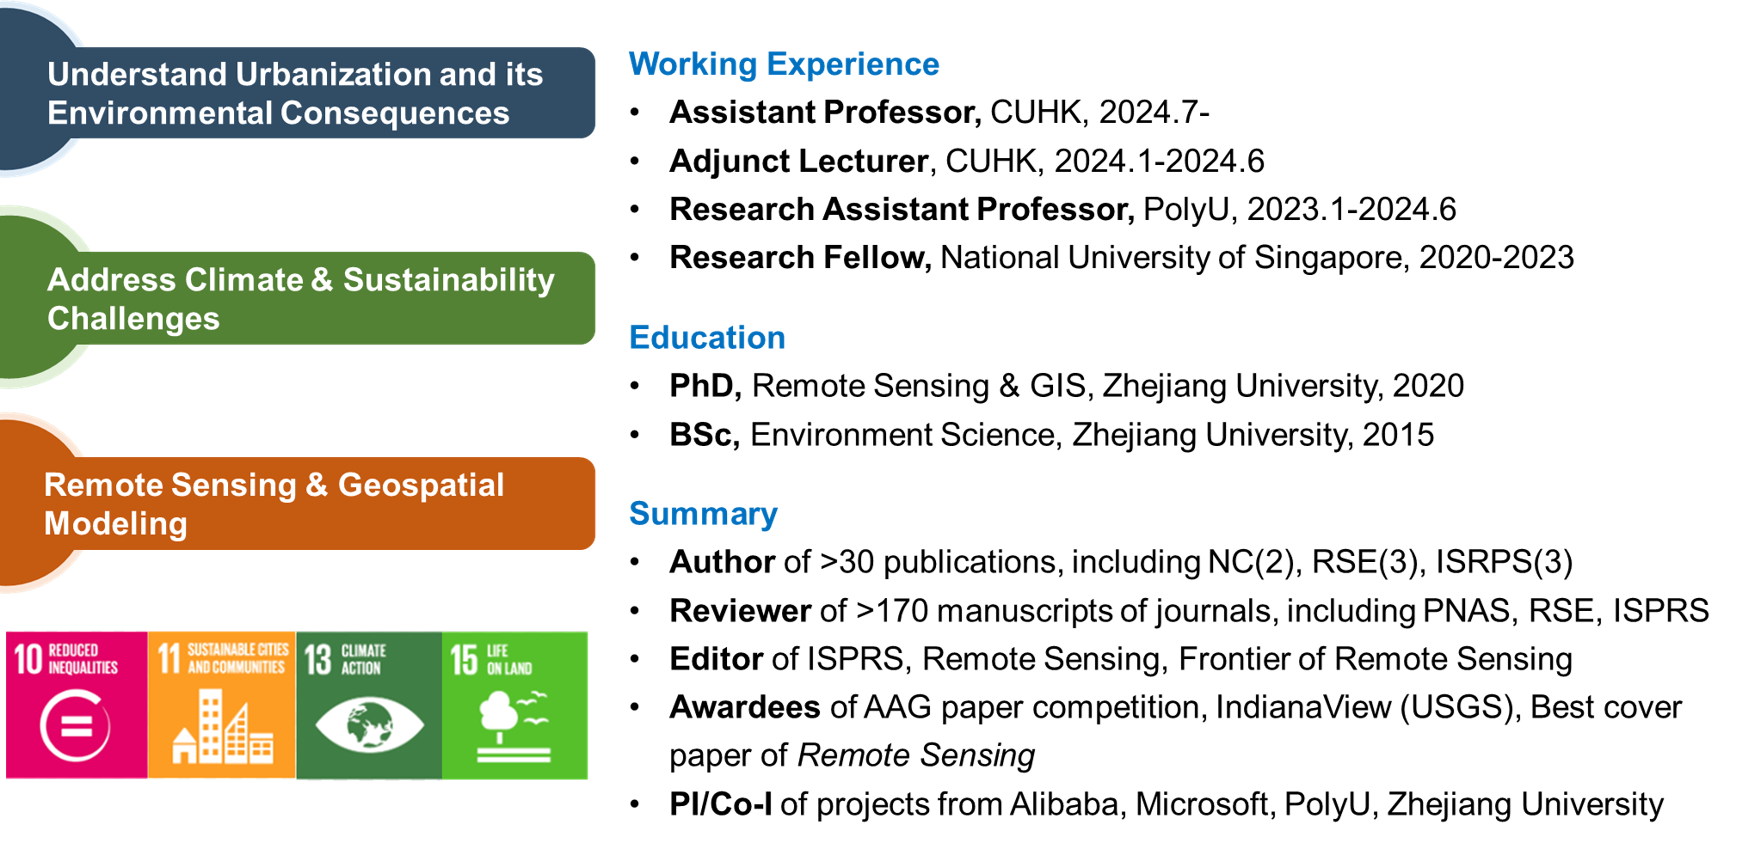 Understand Urbanization and its
Environmental Consequences
Address Climate & Sustainability
Challenges
Remote Sensing & Geospatial
Modeling
10 REDUCED
INEQUALITIES
11 SUSTAINABLE CITIES
AND COMMUNITIES
13 CLIMATE
ACTION
15 LIFE
ON LAND
Working Experience
• Assistant Professor, CUHK, 2024.7-
• Adjunct Lecturer, CUHK, 2024.1-2024.6
• Research Assistant Professor, PolyU, 2023.1-2024.6
• Research Fellow, National University of Singapore, 2020-2023
Education
• PhD, Remote Sensing & GIS, Zhejiang University, 2020
• BSc, Environment Science, Zhejiang University, 2015
Summary
• Author of >30 publications, including NC(2), RSE(3), ISRPS(3)
• Reviewer of >170 manuscripts of journals, including PNAS, RSE, ISPRS
• Editor of ISPRS, Remote Sensing, Frontier of Remote Sensing
• Awardees of AAG paper competition, IndianaView (USGS), Best cover
paper of Remote Sensing
• PI/Co-I of projects from Alibaba, Microsoft, PolyU, Zhejiang University